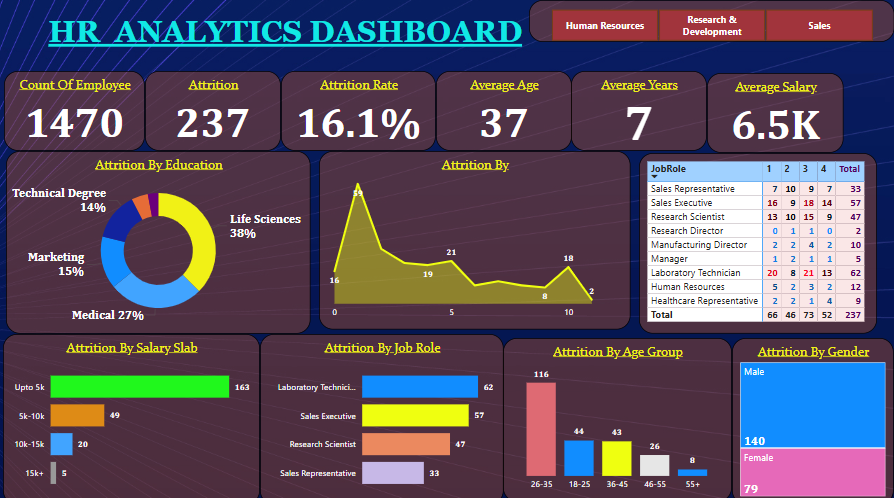 HR ANALYTICS DASHBOARD
Human Resources
Research &
Development
Sales
Count Of Employee
1470
Attrition
237
Attrition Rate
16.1%
Average Age
37
Average Years
7
Average Salary
6.5K
Attrition By Education
Technical Degree
14%
Life Sciences
38%
Marketing
15%
Medical 27%
Attrition By
59
16
19
21
8
18
2
0 5 10
JobRole 1 2 3 4 Total
Sales Representative 7 10 9 7 33
Sales Executive 16 9 18 14 57
Research Scientist 13 10 15 9 47
Research Director 0 1 1 0 2
Manufacturing Director 2 2 4 2 10
Manager 1 2 1 1 5
Laboratory Technician 20 8 21 13 62
Human Resources 5 2 3 2 12
Healthcare Representative 2 2 1 4 9
Total 66 46 73 52 237
Attrition By Salary Slab
Upto 5k 163
5k-10k 49
10k-15k 20
15k+ 5
Attrition By Job Role
Laboratory Technici... 62
Sales Executive 57
Research Scientist 47
Sales Representative 33
Attrition By Age Group
116
44
43
26
8
26-35 18-25 36-45 46-55 55+
Attrition By Gender
Male
140
Female
79